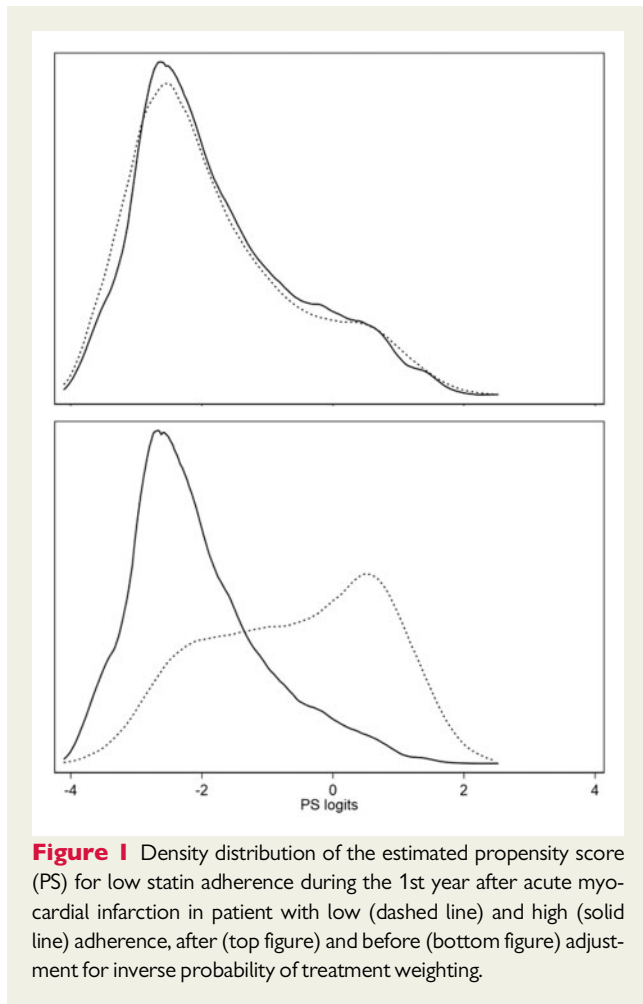 -4 -2 0 2 4
PS logits
Figure 1 Density distribution of the estimated propensity score
(PS) for low statin adherence during the 1st year after acute myo-
cardial infarction in patient with low (dashed line) and high (solid
line) adherence, after (top figure) and before (bottom figure) adjust-
ment for inverse probability of treatment weighting.